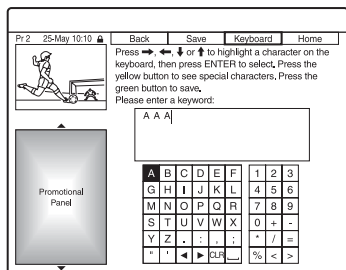 Pr 2 25-May 10:10 Back Save Keyboard Home
Press ➡, ⬅, ⬇ or ⬆ to highlight a character on the
keyboard, then press ENTER to select. Press the
yellow button to see special characters. Press the
green button to save.
Please enter a keyword:
A A A
Promotional
Panel
A B C D E F 1 2 3
G H I J K L 4 5 6
M N O P Q R 7 8 9
S T U V W X 0 + -
Y Z . : , ; * / =
" ' ◀ ▶ CLR % < >